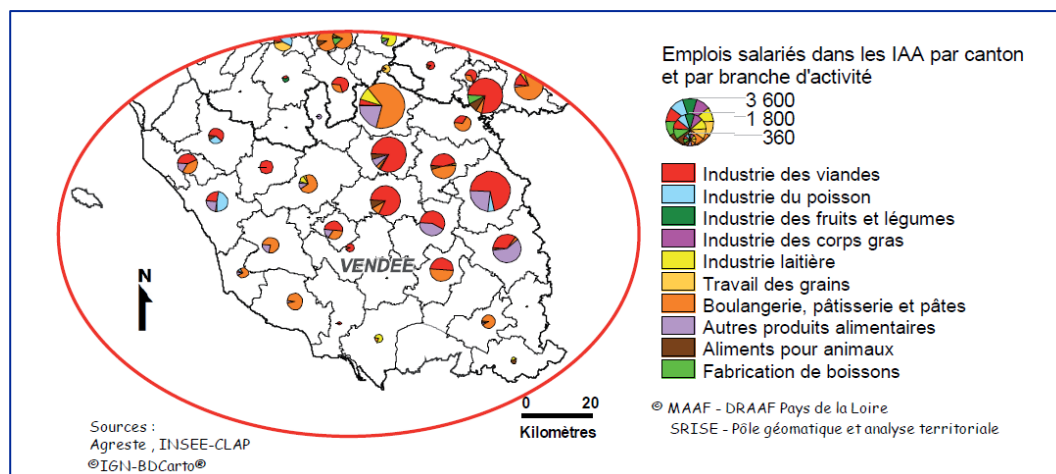 Emplois salariés dans les IAA par canton
et par branche d'activité
3 600
1 800
360
Industrie des viandes
Industrie du poisson
Industrie des fruits et légumes
Industrie des corps gras
Industrie laitière
Travail des grains
Boulangerie, pâtisserie et pâtes
Autres produits alimentaires
Aliments pour animaux
Fabrication de boissons
VENDÉE
N
0 20
Kilomètres
© MAAF - DRAAF Pays de la Loire
SRISE - Pôle géomatique et analyse territoriale
Sources :
Agreste , INSEE-CLAP
©IGN-BDCarto®